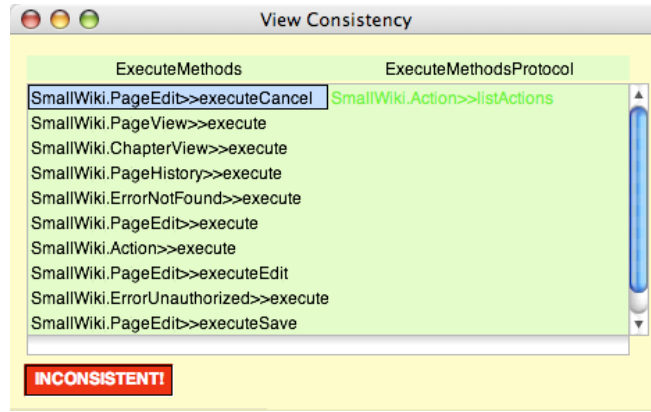 View Consistency
ExecuteMethods ExecuteMethodsProtocol
SmallWiki.PageEdit>>executeCancel SmallWiki.Action>>listActions
SmallWiki.PageView>>execute
SmallWiki.ChapterView>>execute
SmallWiki.PageHistory>>execute
SmallWiki.ErrorNotFound>>execute
SmallWiki.PageEdit>>execute
SmallWiki.Action>>execute
SmallWiki.PageEdit>>executeEdit
SmallWiki.ErrorUnauthorized>>execute
SmallWiki.PageEdit>>executeSave
INCONSISTENT!